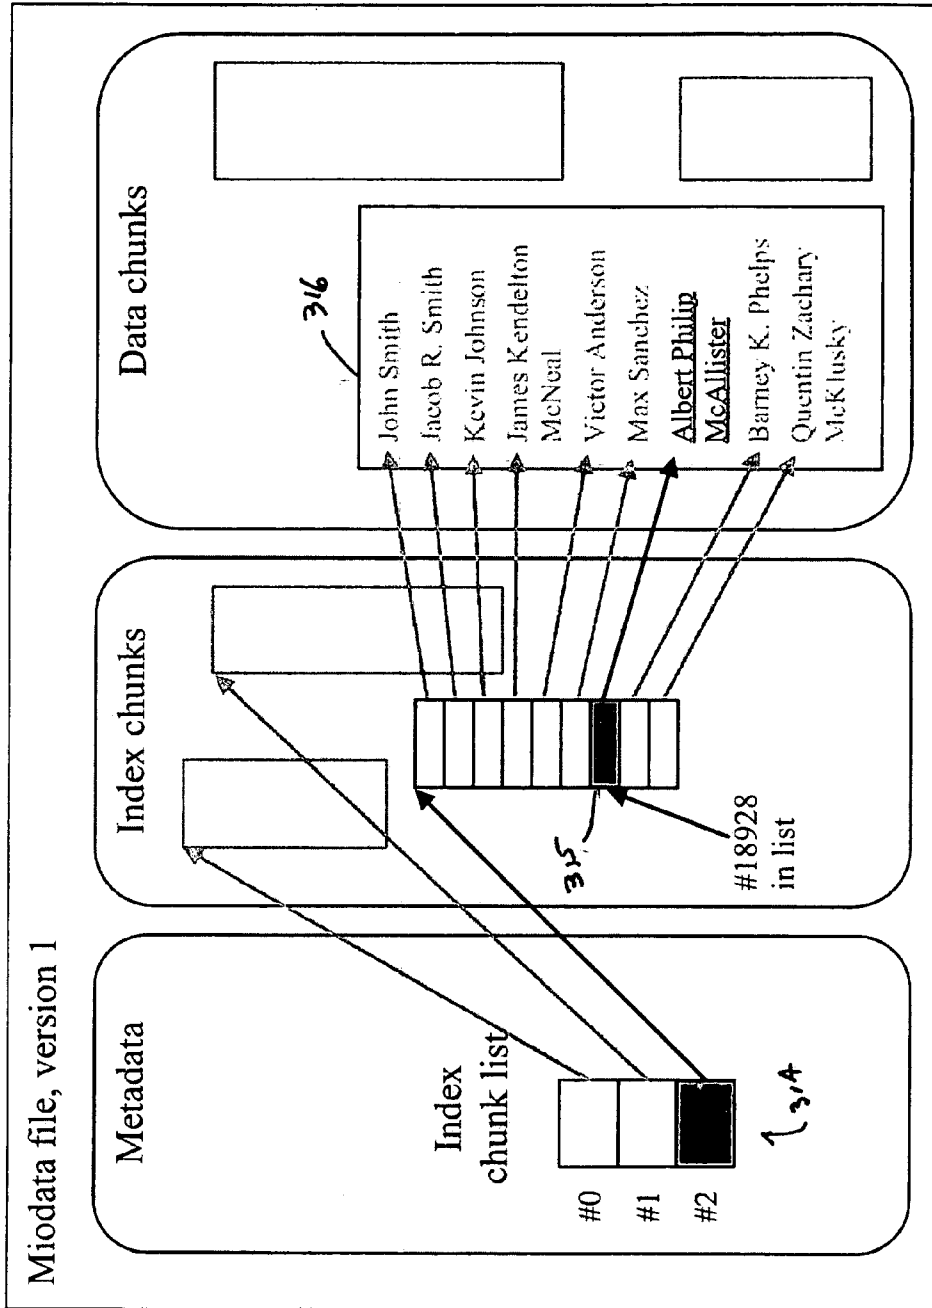 Miodata file, version 1
Metadata
Index
chunk list
#0
#1
#2
314
Index chunks
325
#18928
in list
Data chunks
316
John Smith
Jacob R. Smith
Kevin Johnson
James Kendelton
McNeal
Victor Anderson
Max Sanchez
Albert Philip
McAllister
Barney K. Phelps
Quentin Zachary
McKlusky